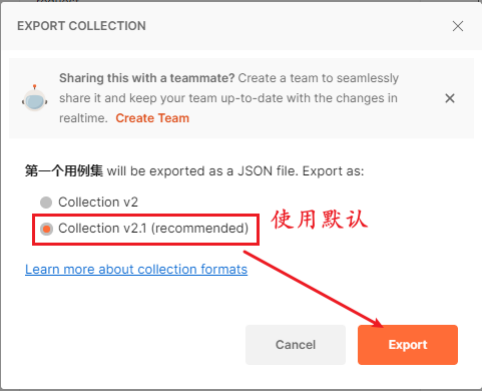 EXPORT COLLECTION
Sharing this with a teammate? Create a team to seamlessly
share it and keep your team up-to-date with the changes in
realtime. Create Team
第一个用例集 will be exported as a JSON file. Export as:
Collection v2
Collection v2.1 (recommended)
使用默认
Learn more about collection formats
Cancel
Export